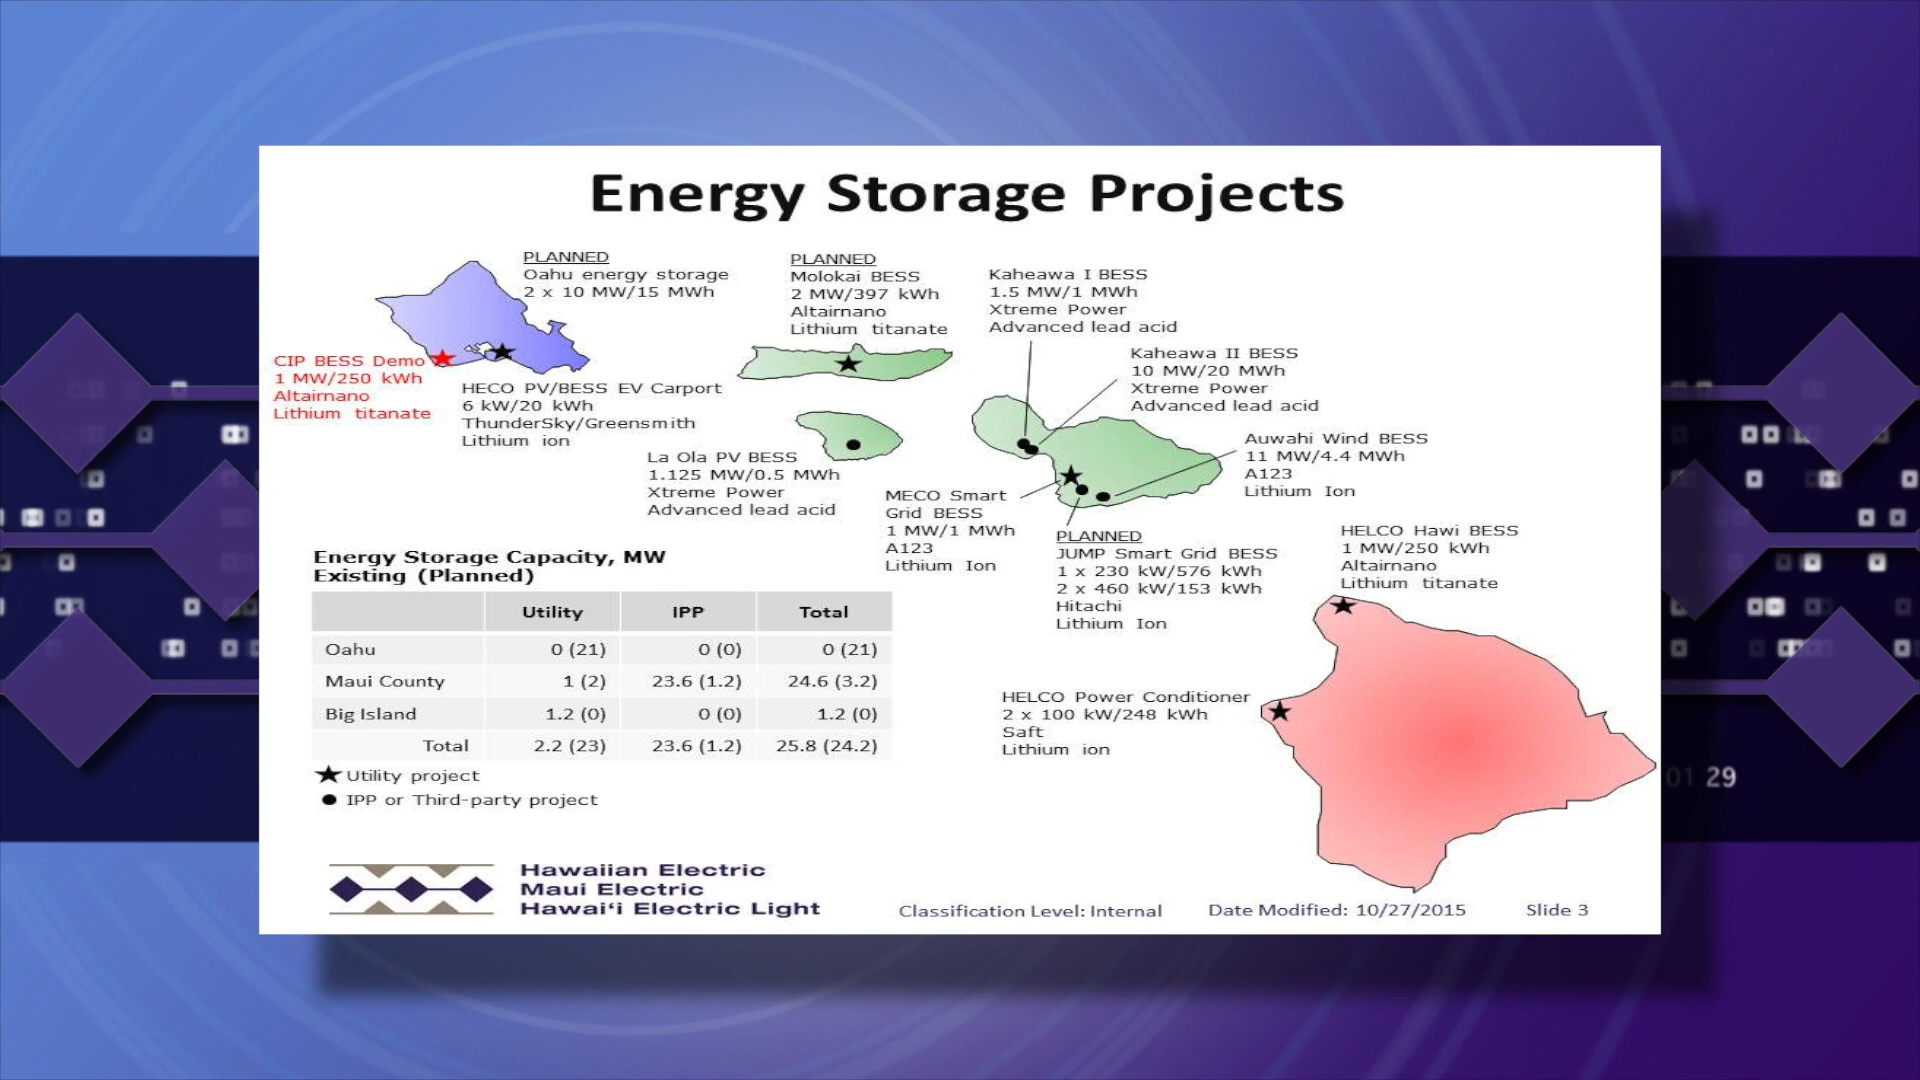 Energy Storage Projects
PLANNED
Oahu energy storage
2 x 10 MW/15 MWh
PLANNED
Molokai BESS
2 MW/397 kWh
Altairnano
Lithium titanate
Kaheawa I BESS
1.5 MW/1 MWh
Xtreme Power
Advanced lead acid
Kaheawa II BESS
10 MW/20 MWh
Xtreme Power
Advanced lead acid
CIP BESS Demo
1 MW/250 kWh
Altairnano
Lithium titanate
HECO PV/BESS EV Carport
6 kW/20 kWh
ThunderSky/Greensmith
Lithium ion
La Ola PV BESS
1.125 MW/0.5 MWh
Xtreme Power
Advanced lead acid
Auwahi Wind BESS
11 MW/4.4 MWh
A123
Lithium Ion
MECO Smart
Grid BESS
1 MW/1 MWh
A123
Lithium Ion
PLANNED
JUMP Smart Grid BESS
1 x 230 kW/576 kWh
2 x 460 kW/153 kWh
Hitachi
Lithium Ion
HELCO Hawi BESS
1 MW/250 kWh
Altairnano
Lithium titanate
HELCO Power Conditioner
2 x 100 kW/248 kWh
Saft
Lithium ion
Energy Storage Capacity, MW
Existing (Planned)
Utility IPP Total
Oahu 0 (21) 0 (0) 0 (21)
Maui County 1 (2) 23.6 (1.2) 24.6 (3.2)
Big Island 1.2 (0) 0 (0) 1.2 (0)
Total 2.2 (23) 23.6 (1.2) 25.8 (24.2)
Utility project
IPP or Third-party project
Hawaiian Electric
Maui Electric
Hawai‘i Electric Light
Classification Level: Internal Date Modified: 10/27/2015 Slide 3
01 29